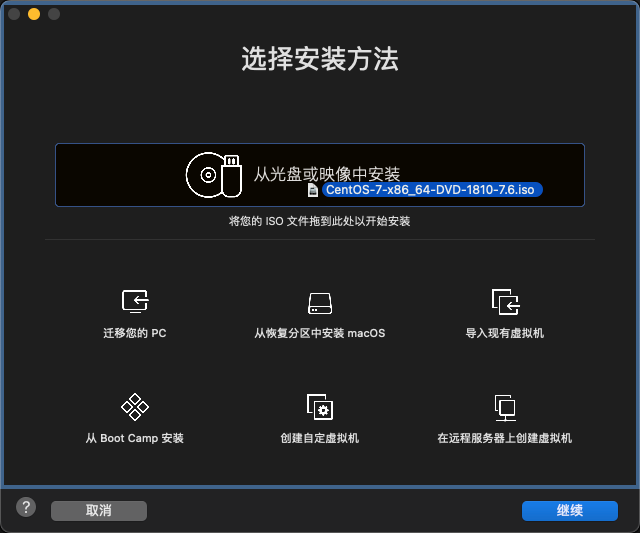 选择安装方法
从光盘或映像中安装
CentOS-7-x86_64-DVD-1810-7.6.iso
将您的 ISO 文件拖到此处以开始安装
迁移您的 PC
从恢复分区中安装 macOS
导入现有虚拟机
从 Boot Camp 安装
创建自定虚拟机
在远程服务器上创建虚拟机
?
取消
继续